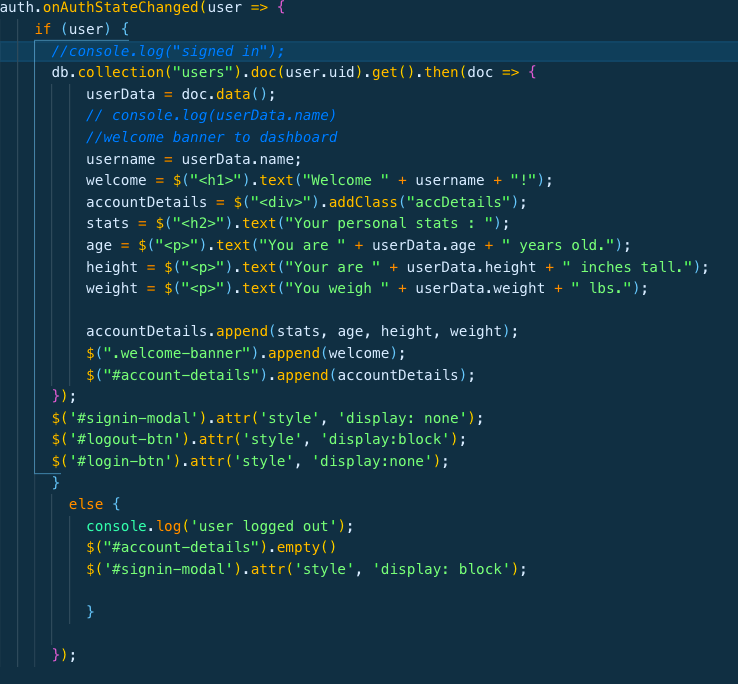 auth.onAuthStateChanged(user => {
if (user) {
//console.log("signed in");
db.collection("users").doc(user.uid).get().then(doc => {
userData = doc.data();
// console.log(userData.name)
//welcome banner to dashboard
username = userData.name;
welcome = $("<h1>").text("Welcome " + username + "!");
accountDetails = $("<div>").addClass("accDetails");
stats = $("<h2>").text("Your personal stats : ");
age = $("<p>").text("You are " + userData.age + " years old.");
height = $("<p>").text("Your are " + userData.height + " inches tall.");
weight = $("<p>").text("You weigh " + userData.weight + " lbs.");
accountDetails.append(stats, age, height, weight);
$(".welcome-banner").append(welcome);
$("#account-details").append(accountDetails);
});
$('#signin-modal').attr('style', 'display: none');
$('#logout-btn').attr('style', 'display:block');
$('#login-btn').attr('style', 'display:none');
}
else {
console.log('user logged out');
$("#account-details").empty()
$('#signin-modal').attr('style', 'display: block');
}
});